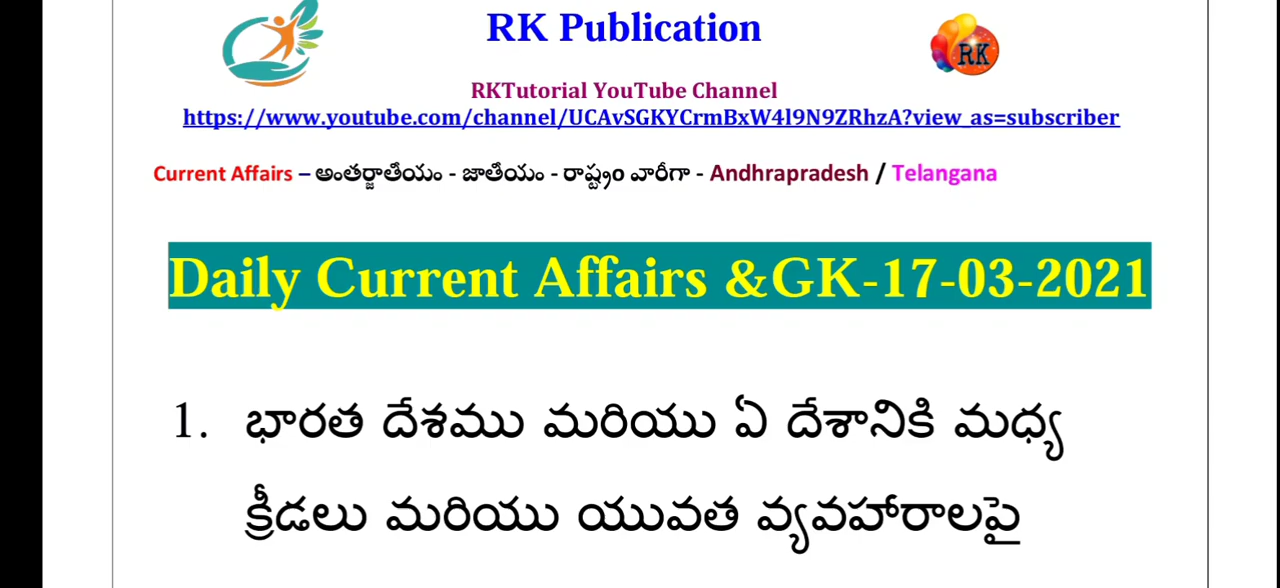 RK Publication
RK
RKTutorial YouTube Channel
https://www.youtube.com/channel/UCAvSGKYCrmBxW4l9N9ZRhzA?view_as=subscriber
Current Affairs – అంతర్జాతీయం - జాతీయం - రాష్ట్రం వారీగా - Andhrapradesh / Telangana
Daily Current Affairs &GK-17-03-2021
1. భారత దేశము మరియు ఏ దేశానికి మధ్య
క్రీడలు మరియు యువత వ్యవహారాలపై